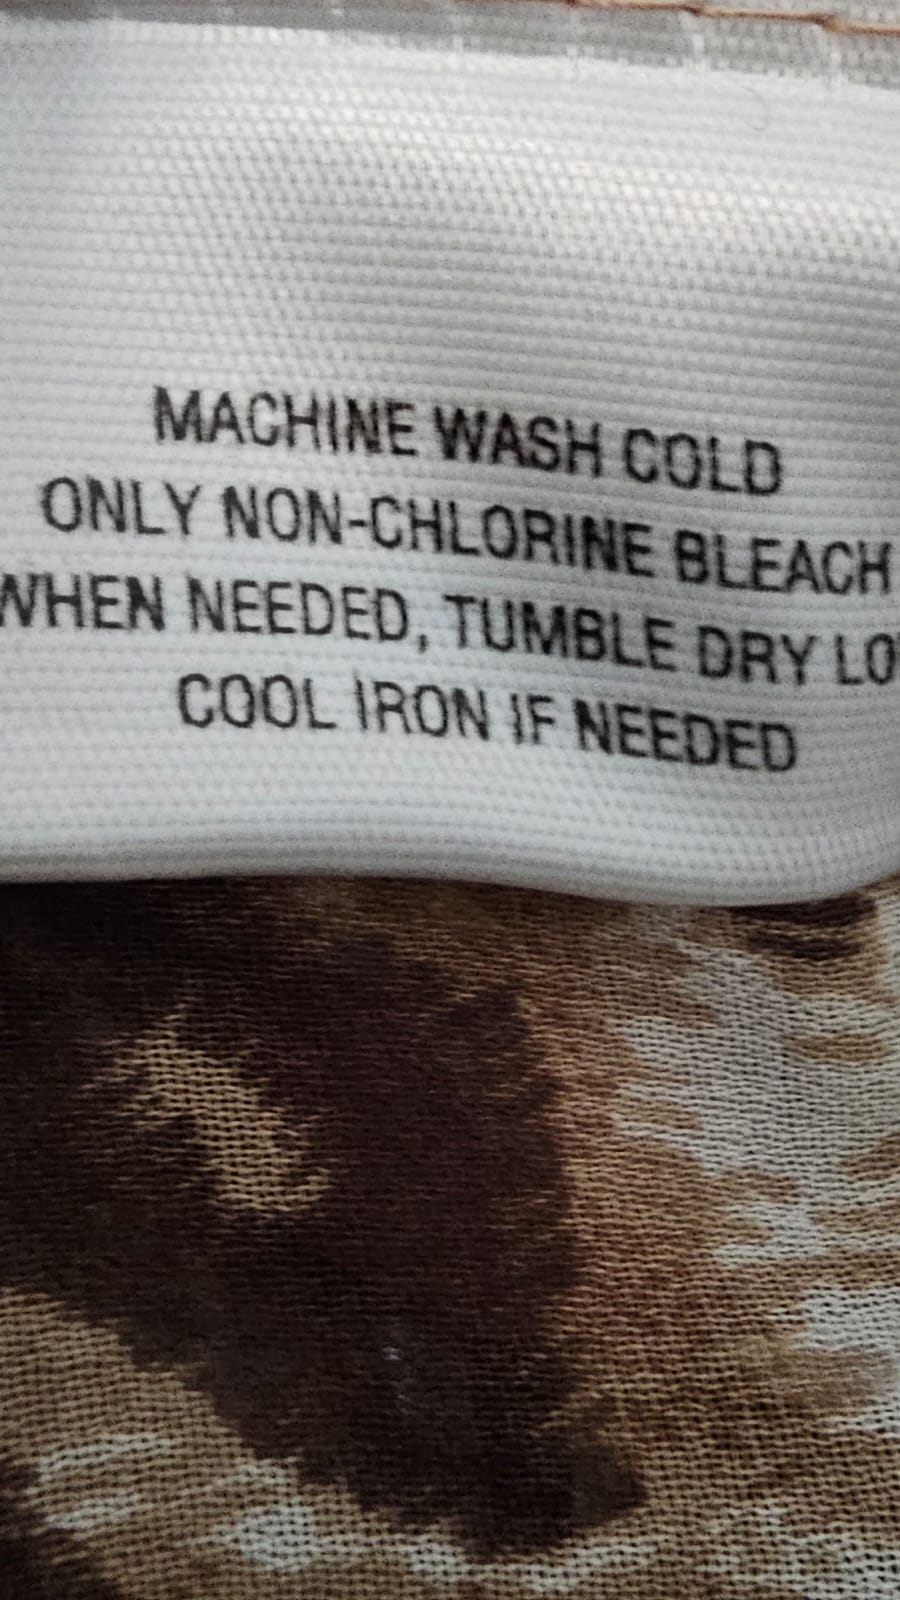 MACHINE WASH COLD
ONLY NON-CHLORINE BLEACH
WHEN NEEDED, TUMBLE DRY LO
COOL IRON IF NEEDED